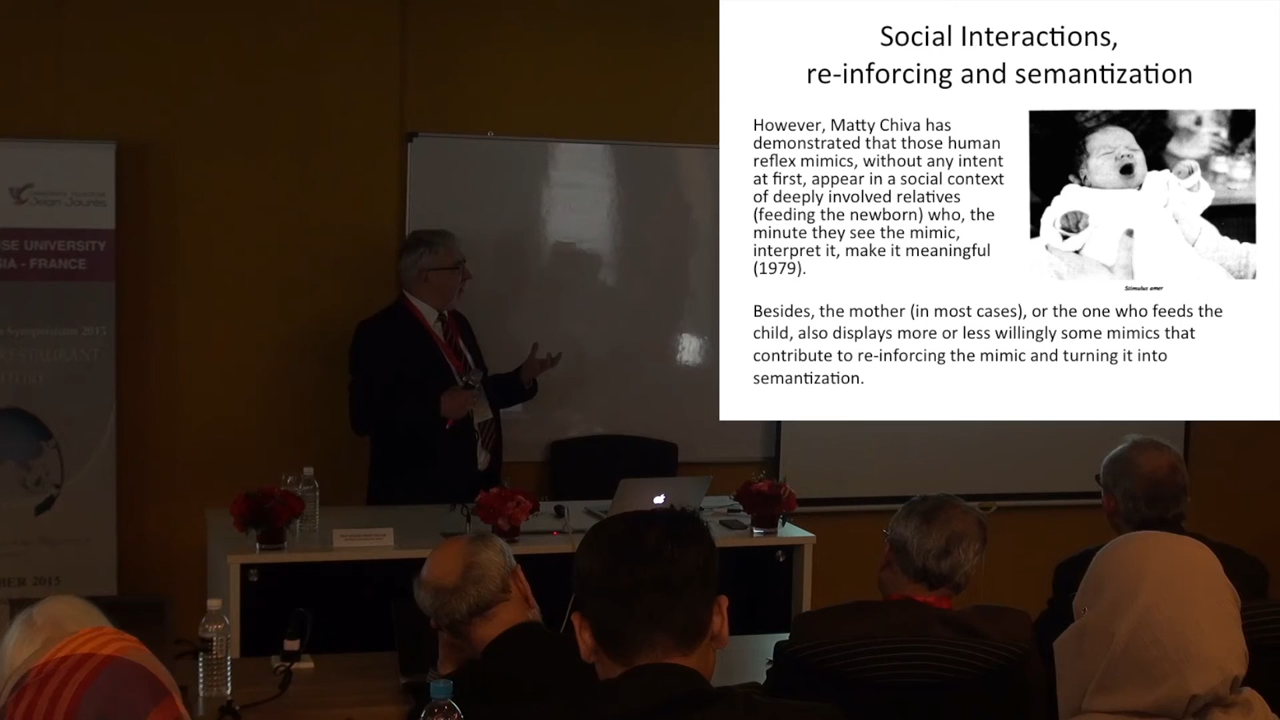 Social Interactions,
re-inforcing and semantization
However, Matty Chiva has
demonstrated that those human
reflex mimics, without any intent
at first, appear in a social context
of deeply involved relatives
(feeding the newborn) who, the
minute they see the mimic,
interpret it, make it meaningful
(1979).
Stimulus amer
Besides, the mother (in most cases), or the one who feeds the
child, also displays more or less willingly some mimics that
contribute to re-inforcing the mimic and turning it into
semantization.
Jean Jaurès
SE UNIVERSITY
IA - FRANCE
Symposium 2015
RESTAURANT
MER 2015